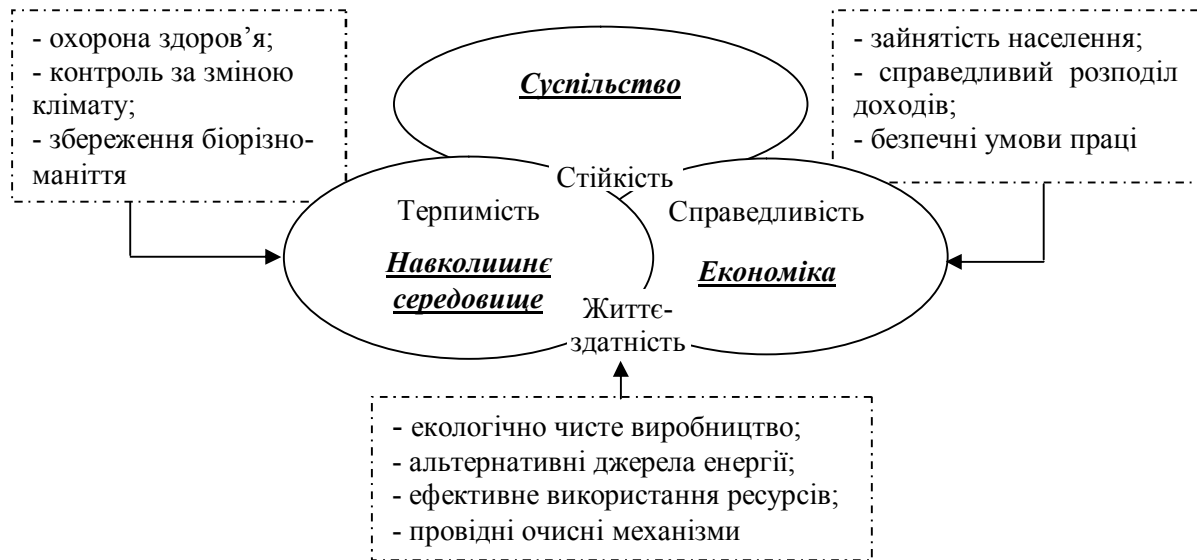 - охорона здоров’я;
- контроль за зміною
клімату;
- збереження біорізно-
маніття
Суспільство
- зайнятість населення;
- справедливий розподіл
доходів;
- безпечні умови праці
Стійкість
Терпимість
Справедливість
Навколишнє
середовище
Економіка
Життє-
здатність
- екологічно чисте виробництво;
- альтернативні джерела енергії;
- ефективне використання ресурсів;
- провідні очисні механізми